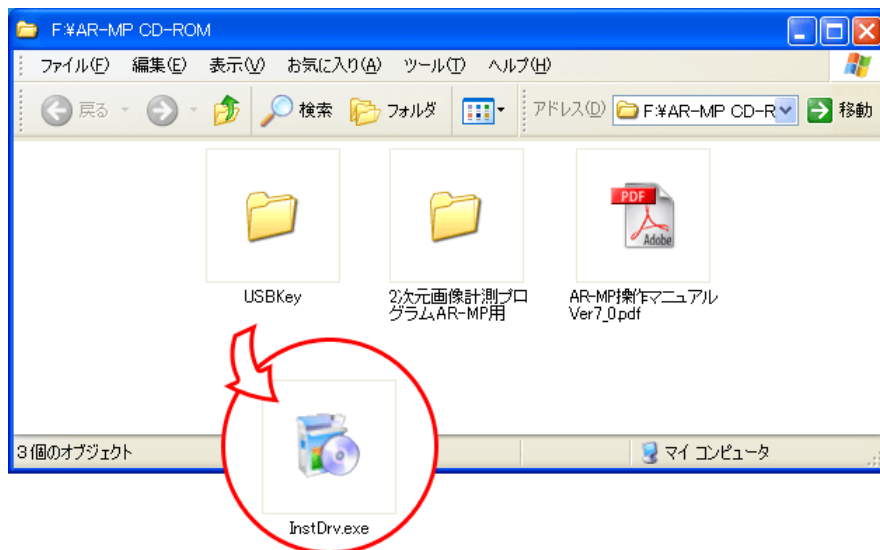 F:¥AR-MP CD-ROM
ファイル(F) 編集(E) 表示(V) お気に入り(A) ツール(T) ヘルプ(H)
戻る 検索 フォルダ アドレス(D) F:¥AR-MP CD-R 移動
PDF
Adobe
USBKey
2次元画像計測プロ
グラムAR-MP用
AR-MP操作マニュアル
Ver7_0.pdf
3個のオブジェクト マイ コンピュータ
InstDrv.exe